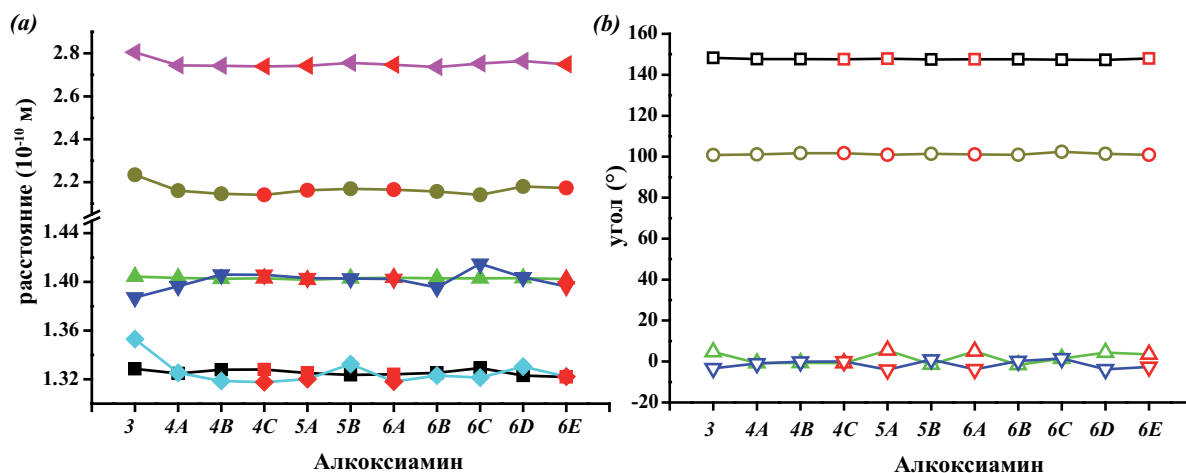 (a)
расстояние (10⁻¹⁰ м)
2.8
2.6
2.4
2.2
1.44
1.40
1.36
1.32
3 4A 4B 4C 5A 5B 6A 6B 6C 6D 6E
Алкоксиамин
(b)
угол (°)
160
140
120
100
80
60
40
20
0
-20
3 4A 4B 4C 5A 5B 6A 6B 6C 6D 6E
Алкоксиамин